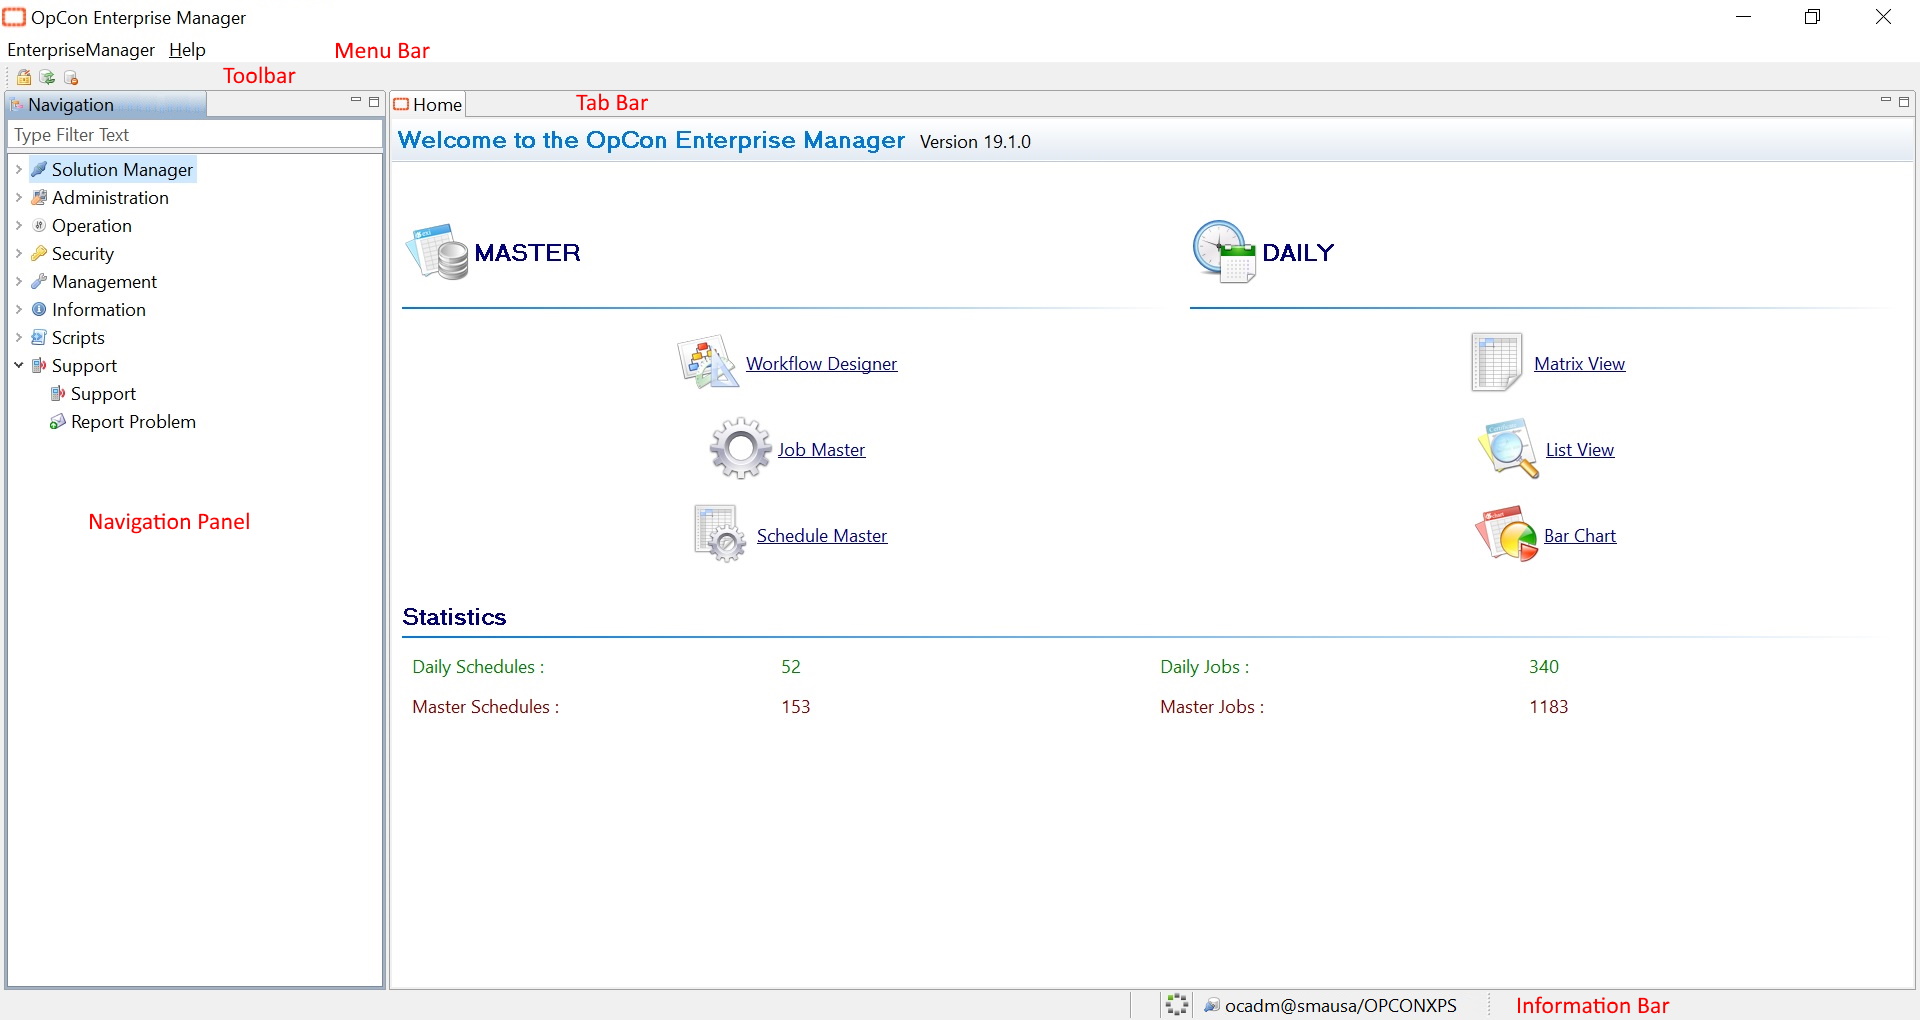 OpCon Enterprise Manager
EnterpriseManager Help Menu Bar
Toolbar
Navigation
Home Tab Bar
Type Filter Text
Welcome to the OpCon Enterprise Manager Version 19.1.0
Solution Manager
Administration
Operation
Security
Management
Information
Scripts
Support
Support
Report Problem
Navigation Panel
MASTER
DAILY
Workflow Designer
Matrix View
Job Master
List View
Schedule Master
Bar Chart
Statistics
Daily Schedules : 52 Daily Jobs : 340
Master Schedules : 153 Master Jobs : 1183
ocadm@smausa/OPCONXPS Information Bar